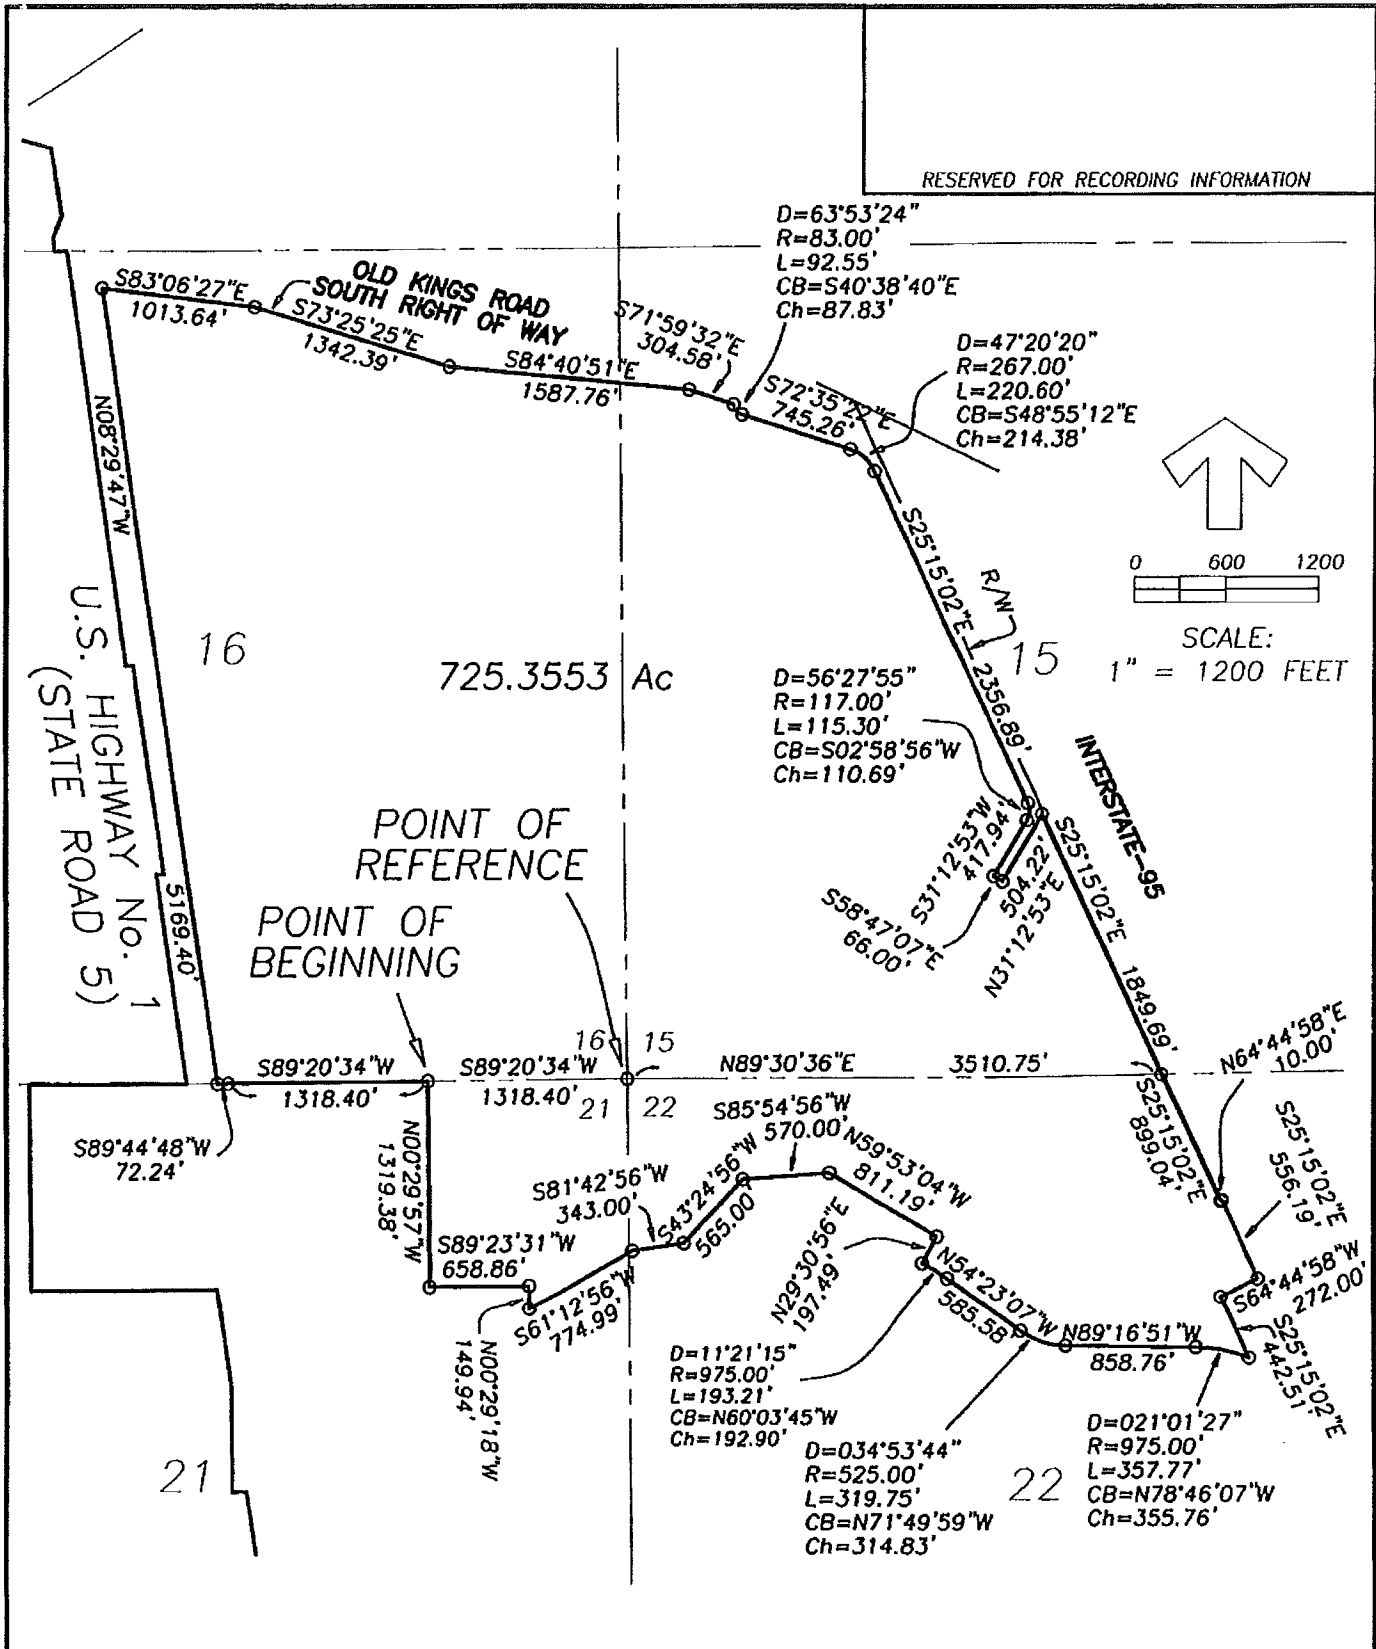 RESERVED FOR RECORDING INFORMATION
D=63°53'24"
R=83.00'
L=92.55'
CB=S40°38'40"E
Ch=87.83'
S83°06'27"E
1013.64'
OLD KINGS ROAD
SOUTH RIGHT OF WAY
S73°25'25"E
1342.39'
S71°59'32"E
304.58'
S84°40'51"E
1587.76'
S72°35'22"E
745.26'
D=47°20'20"
R=267.00'
L=220.60'
CB=S48°55'12"E
Ch=214.38'
N08°29'47"W
5169.40'
S25°15'02"E
2356.89'
R/W
0 600 1200
SCALE:
1" = 1200 FEET
16
15
725.3553 Ac
U.S. HIGHWAY No. 1
(STATE ROAD 5)
D=56°27'55"
R=117.00'
L=115.30'
CB=S02°58'56"W
Ch=110.69'
INTERSTATE-95
POINT OF
REFERENCE
POINT OF
BEGINNING
S31°12'53"W
417.94'
504.22'
N31°12'53"E
S58°47'07"E
66.00'
S25°15'02"E
1849.69'
16 15
21 22
S89°20'34"W
1318.40'
S89°20'34"W
1318.40'
N89°30'36"E 3510.75'
N64°44'58"E
10.00'
S89°44'48"W
72.24'
N00°29'57"W
1319.38'
S85°54'56"W
570.00'
N59°53'04"W
811.19'
S25°15'02"E
899.04'
S25°15'02"E
556.19'
S81°42'56"W
343.00'
S43°24'56"W
565.00'
S89°23'31"W
658.86'
N29°30'56"E
197.49'
N54°23'07"W
585.58'
S64°44'58"W
272.00'
S61°12'56"W
774.99'
N00°29'18"W
149.94'
N89°16'51"W
858.76'
S25°15'02"E
442.51'
D=11°21'15"
R=975.00'
L=193.21'
CB=N60°03'45"W
Ch=192.90'
D=034°53'44"
R=525.00'
L=319.75'
CB=N71°49'59"W
Ch=314.83'
D=021°01'27"
R=975.00'
L=357.77'
CB=N78°46'07"W
Ch=355.76'
21
22